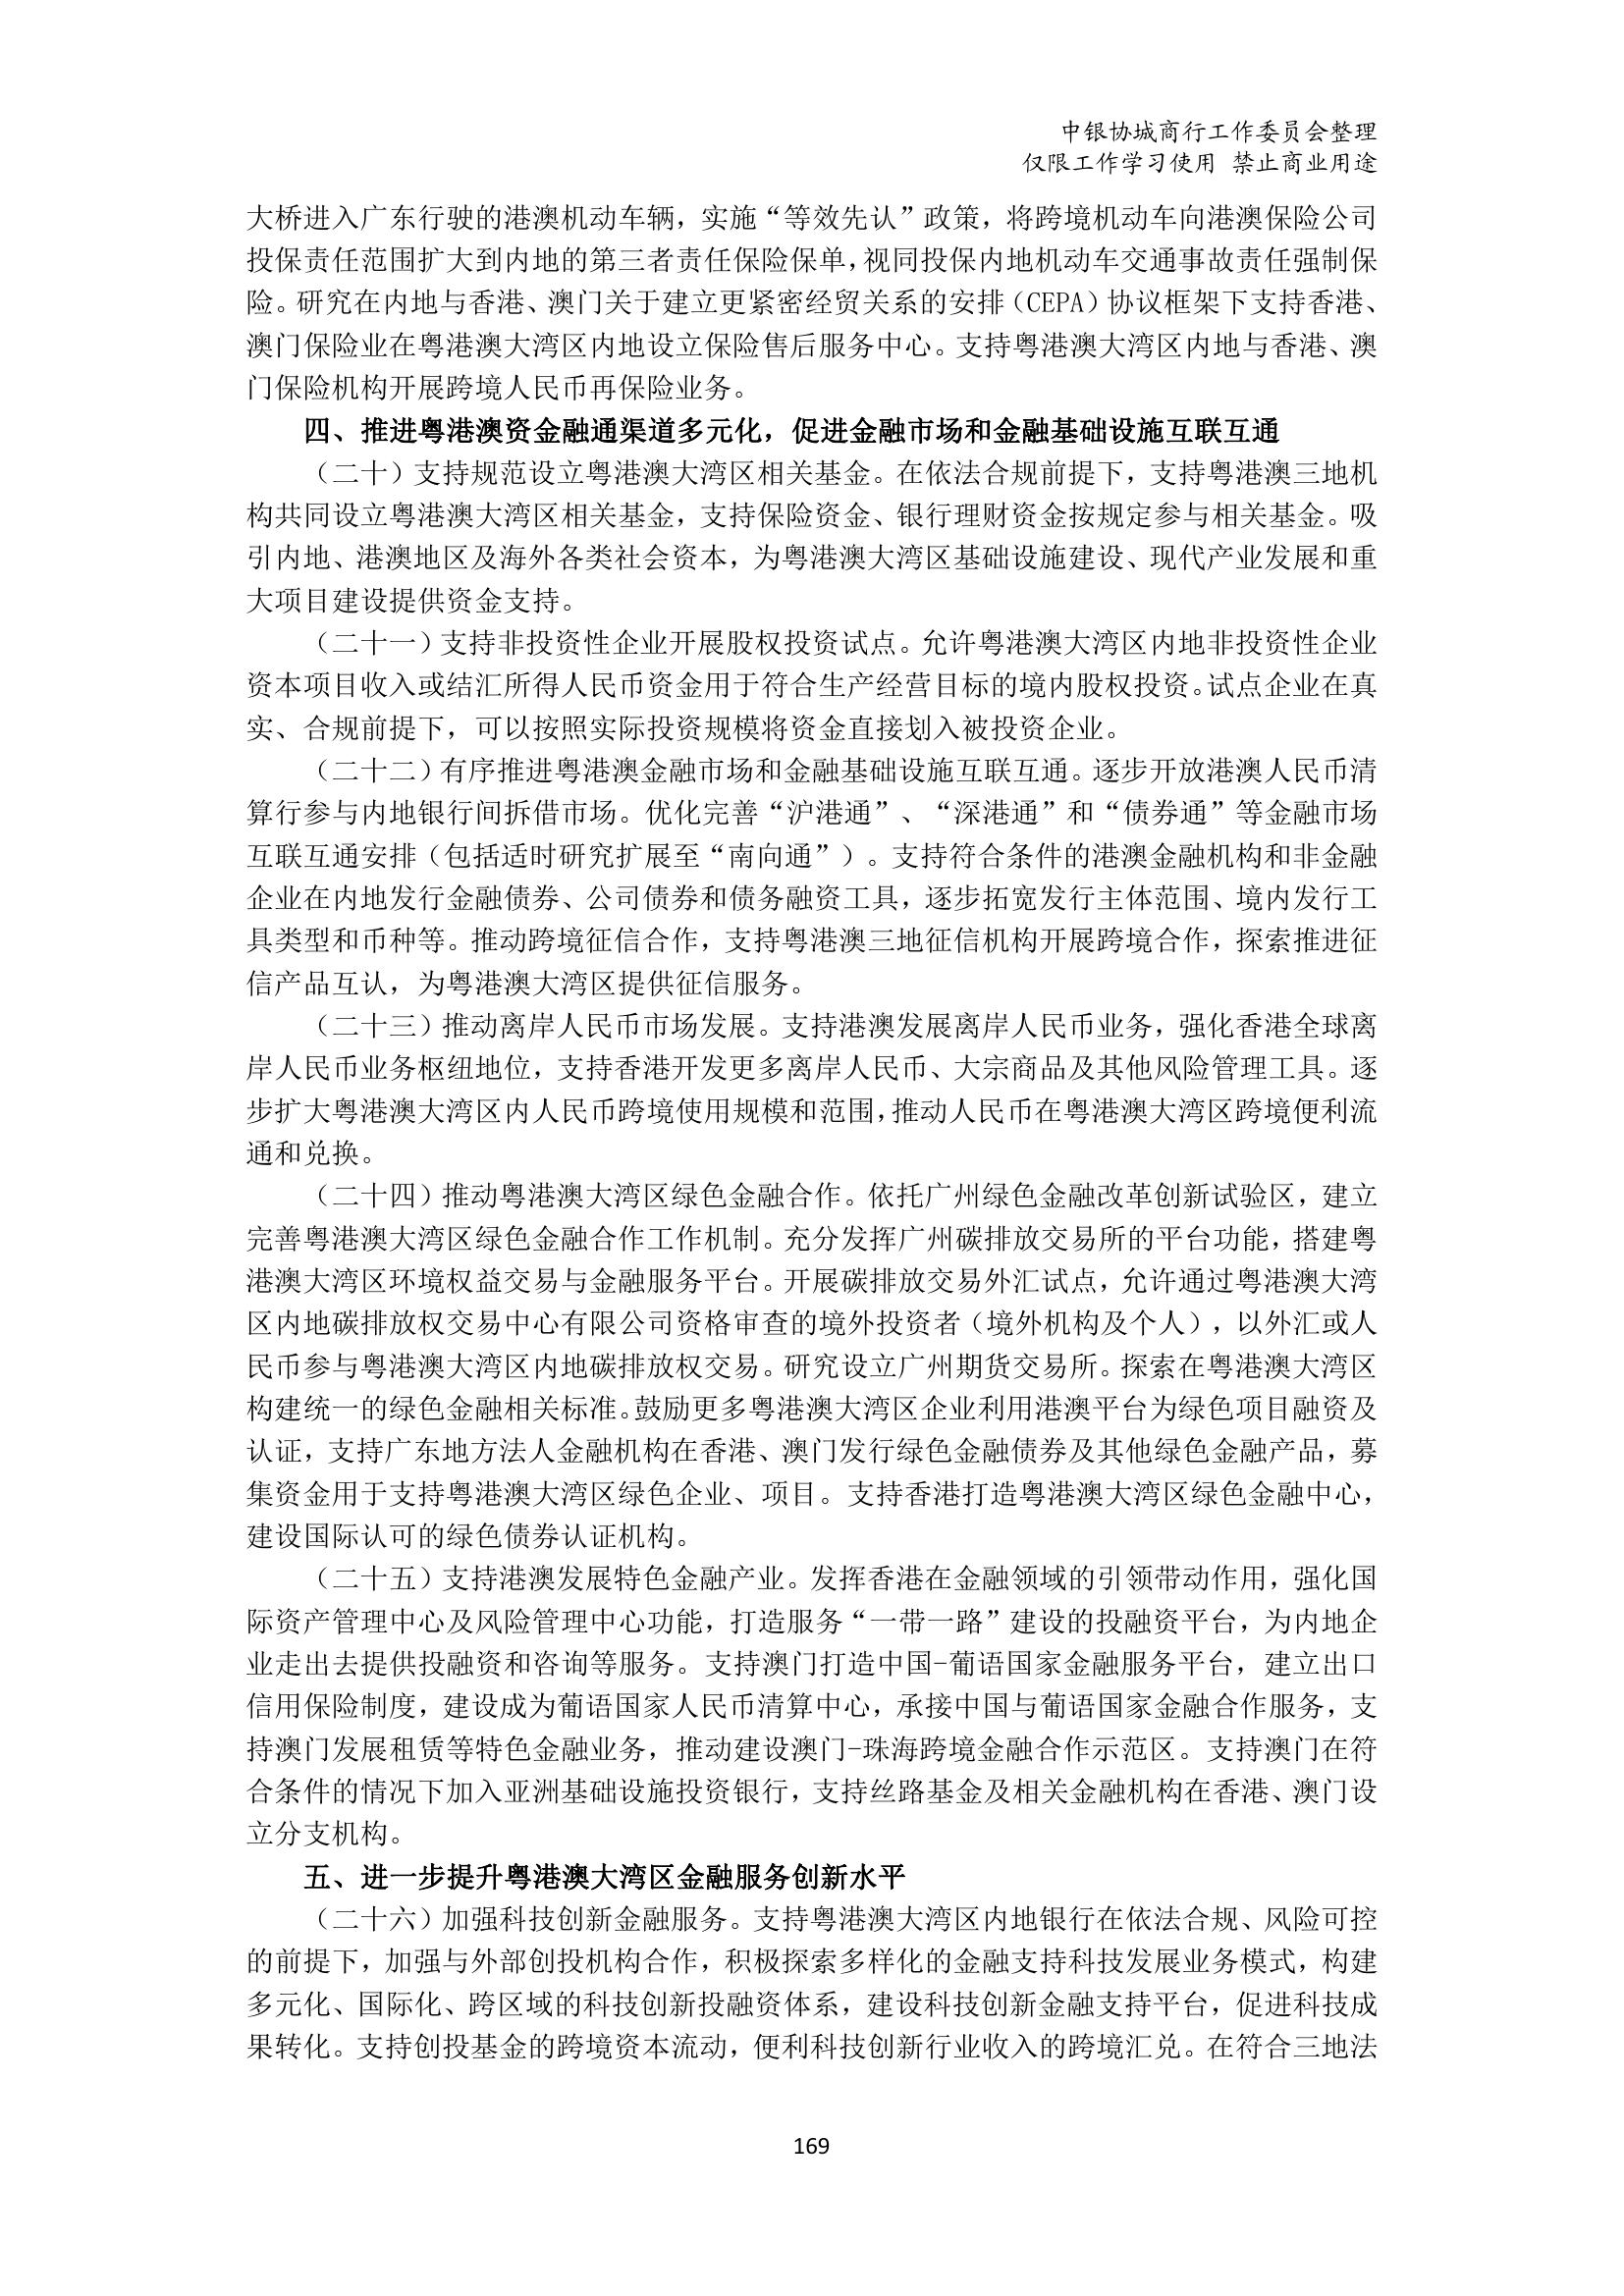 中银协城商行工作委员会整理
仅限工作学习使用 禁止商业用途
大桥进入广东行驶的港澳机动车辆，实施“等效先认”政策，将跨境机动车向港澳保险公司
投保责任范围扩大到内地的第三者责任保险保单，视同投保内地机动车交通事故责任强制保
险。研究在内地与香港、澳门关于建立更紧密经贸关系的安排（CEPA）协议框架下支持香港、
澳门保险业在粤港澳大湾区内地设立保险售后服务中心。支持粤港澳大湾区内地与香港、澳
门保险机构开展跨境人民币再保险业务。
四、推进粤港澳资金融通渠道多元化，促进金融市场和金融基础设施互联互通
（二十）支持规范设立粤港澳大湾区相关基金。在依法合规前提下，支持粤港澳三地机
构共同设立粤港澳大湾区相关基金，支持保险资金、银行理财资金按规定参与相关基金。吸
引内地、港澳地区及海外各类社会资本，为粤港澳大湾区基础设施建设、现代产业发展和重
大项目建设提供资金支持。
（二十一）支持非投资性企业开展股权投资试点。允许粤港澳大湾区内地非投资性企业
资本项目收入或结汇所得人民币资金用于符合生产经营目标的境内股权投资。试点企业在真
实、合规前提下，可以按照实际投资规模将资金直接划入被投资企业。
（二十二）有序推进粤港澳金融市场和金融基础设施互联互通。逐步开放港澳人民币清
算行参与内地银行间拆借市场。优化完善“沪港通”、“深港通”和“债券通”等金融市场
互联互通安排（包括适时研究扩展至“南向通”）。支持符合条件的港澳金融机构和非金融
企业在内地发行金融债券、公司债券和债务融资工具，逐步拓宽发行主体范围、境内发行工
具类型和币种等。推动跨境征信合作，支持粤港澳三地征信机构开展跨境合作，探索推进征
信产品互认，为粤港澳大湾区提供征信服务。
（二十三）推动离岸人民币市场发展。支持港澳发展离岸人民币业务，强化香港全球离
岸人民币业务枢纽地位，支持香港开发更多离岸人民币、大宗商品及其他风险管理工具。逐
步扩大粤港澳大湾区内人民币跨境使用规模和范围，推动人民币在粤港澳大湾区跨境便利流
通和兑换。
（二十四）推动粤港澳大湾区绿色金融合作。依托广州绿色金融改革创新试验区，建立
完善粤港澳大湾区绿色金融合作工作机制。充分发挥广州碳排放交易所的平台功能，搭建粤
港澳大湾区环境权益交易与金融服务平台。开展碳排放交易外汇试点，允许通过粤港澳大湾
区内地碳排放权交易中心有限公司资格审查的境外投资者（境外机构及个人），以外汇或人
民币参与粤港澳大湾区内地碳排放权交易。研究设立广州期货交易所。探索在粤港澳大湾区
构建统一的绿色金融相关标准。鼓励更多粤港澳大湾区企业利用港澳平台为绿色项目融资及
认证，支持广东地方法人金融机构在香港、澳门发行绿色金融债券及其他绿色金融产品，募
集资金用于支持粤港澳大湾区绿色企业、项目。支持香港打造粤港澳大湾区绿色金融中心，
建设国际认可的绿色债券认证机构。
（二十五）支持港澳发展特色金融产业。发挥香港在金融领域的引领带动作用，强化国
际资产管理中心及风险管理中心功能，打造服务“一带一路”建设的投融资平台，为内地企
业走出去提供投融资和咨询等服务。支持澳门打造中国-葡语国家金融服务平台，建立出口
信用保险制度，建设成为葡语国家人民币清算中心，承接中国与葡语国家金融合作服务，支
持澳门发展租赁等特色金融业务，推动建设澳门-珠海跨境金融合作示范区。支持澳门在符
合条件的情况下加入亚洲基础设施投资银行，支持丝路基金及相关金融机构在香港、澳门设
立分支机构。
五、进一步提升粤港澳大湾区金融服务创新水平
（二十六）加强科技创新金融服务。支持粤港澳大湾区内地银行在依法合规、风险可控
的前提下，加强与外部创投机构合作，积极探索多样化的金融支持科技发展业务模式，构建
多元化、国际化、跨区域的科技创新投融资体系，建设科技创新金融支持平台，促进科技成
果转化。支持创投基金的跨境资本流动，便利科技创新行业收入的跨境汇兑。在符合三地法
169